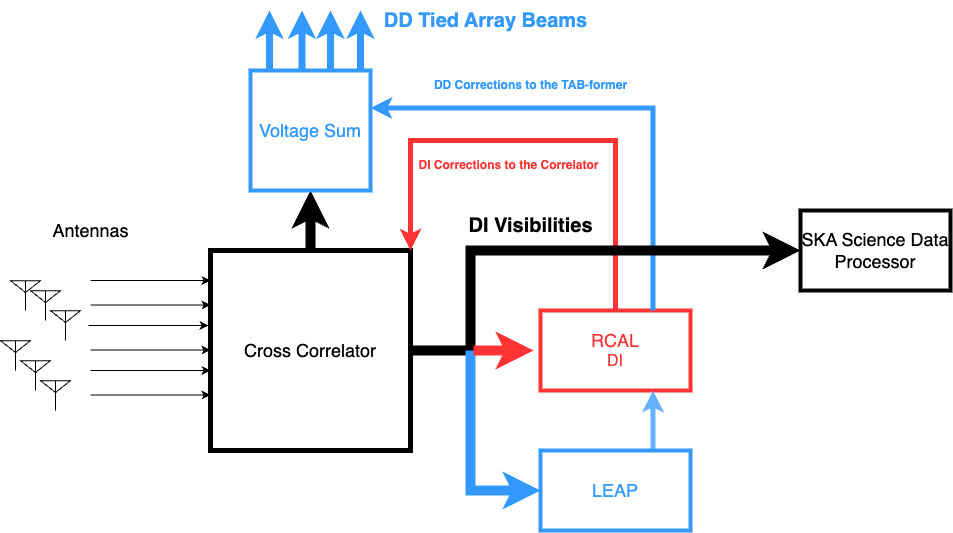 DD Tied Array Beams
DD Corrections to the TAB-former
Voltage Sum
DI Corrections to the Correlator
Antennas
DI Visibilities
SKA Science Data
Processor
Cross Correlator
RCAL
DI
LEAP